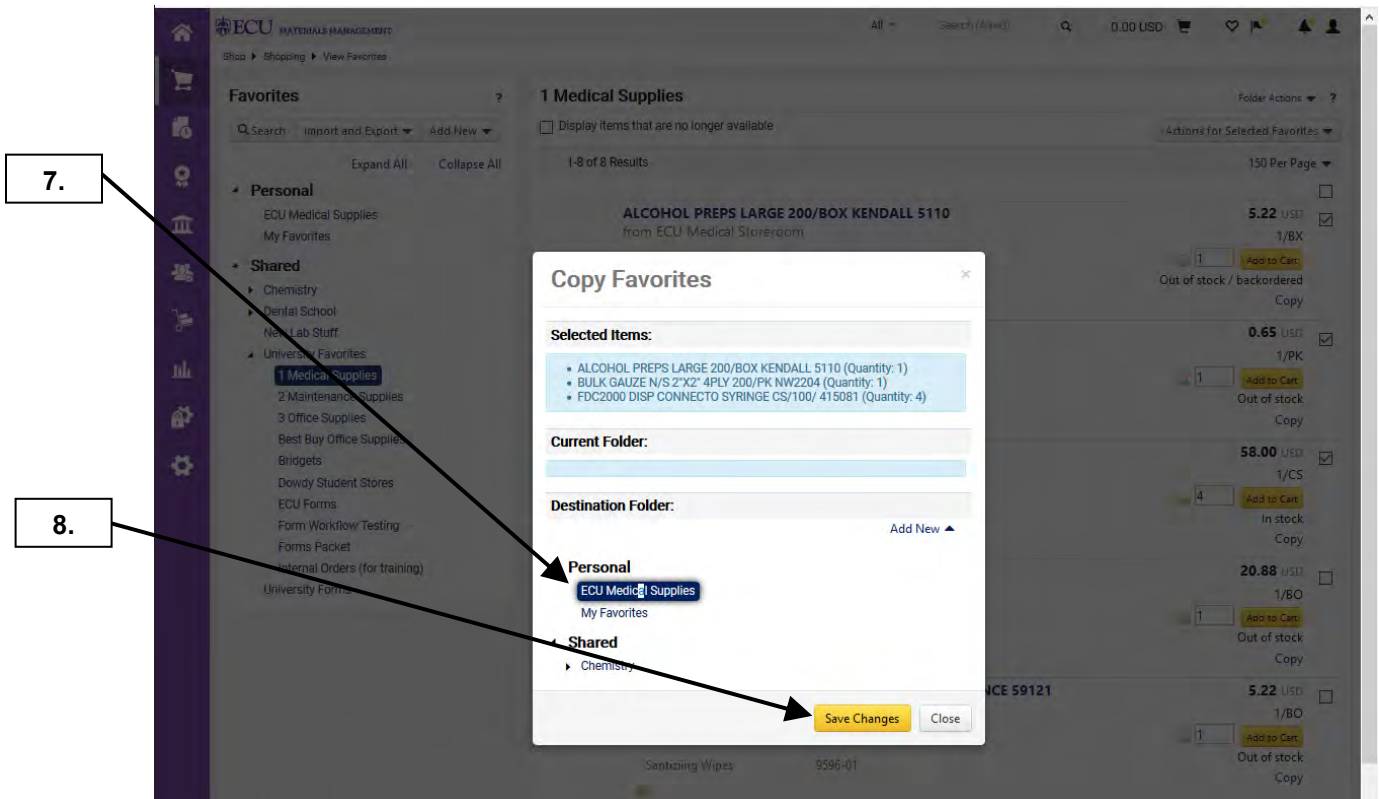 ECU MATERIALS MANAGEMENT
All
Search (Alt+Q)
0.00 USD
Shop Shopping View Favorites
Favorites ?
Search Import and Export Add New
Expand All Collapse All
7.
Personal
ECU Medical Supplies
My Favorites
Shared
Chemistry
Dental School
New Lab Stuff
University Favorites
1 Medical Supplies
2 Maintenance Supplies
3 Office Supplies
Best Buy Office Supplies
Bridgets
Dowdy Student Stores
8.
ECU Forms
Form Workflow Testing
Forms Packet
Internal Orders (for training)
University Forms
1 Medical Supplies
Folder Actions ?
Display items that are no longer available
Actions for Selected Favorites
1-8 of 8 Results
150 Per Page
ALCOHOL PREPS LARGE 200/BOX KENDALL 5110
from ECU Medical Storeroom
5.22 USD
1/BX
1 Add to Cart
Out of stock / backordered
Copy
0.65 USD
1/PK
1 Add to Cart
Out of stock
Copy
58.00 USD
1/CS
4 Add to Cart
In stock
Copy
20.88 USD
1/BO
1 Add to Cart
Out of stock
Copy
NCE 59121
5.22 USD
1/BO
1 Add to Cart
Out of stock
Copy
Copy Favorites ×
Selected Items:
• ALCOHOL PREPS LARGE 200/BOX KENDALL 5110 (Quantity: 1)
• BULK GAUZE N/S 2"X2" 4PLY 200/PK NW2204 (Quantity: 1)
• FDC2000 DISP CONNECTO SYRINGE CS/100/ 415081 (Quantity: 4)
Current Folder:
Destination Folder:
Add New
Personal
ECU Medical Supplies
My Favorites
Shared
Chemistry
Save Changes Close
Sanitizing Wipes 9596-01